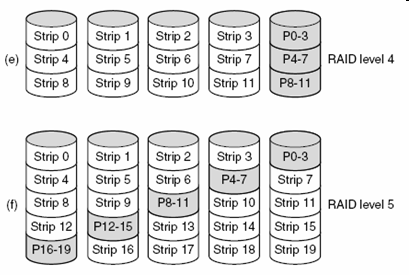 Strip 0 Strip 1 Strip 2 Strip 3 P0-3
(e) Strip 4 Strip 5 Strip 6 Strip 7 P4-7 RAID level 4
Strip 8 Strip 9 Strip 10 Strip 11 P8-11
Strip 0 Strip 1 Strip 2 Strip 3 P0-3
Strip 4 Strip 5 Strip 6 P4-7 Strip 7
(f) Strip 8 Strip 9 P8-11 Strip 10 Strip 11 RAID level 5
Strip 12 P12-15 Strip 13 Strip 14 Strip 15
P16-19 Strip 16 Strip 17 Strip 18 Strip 19